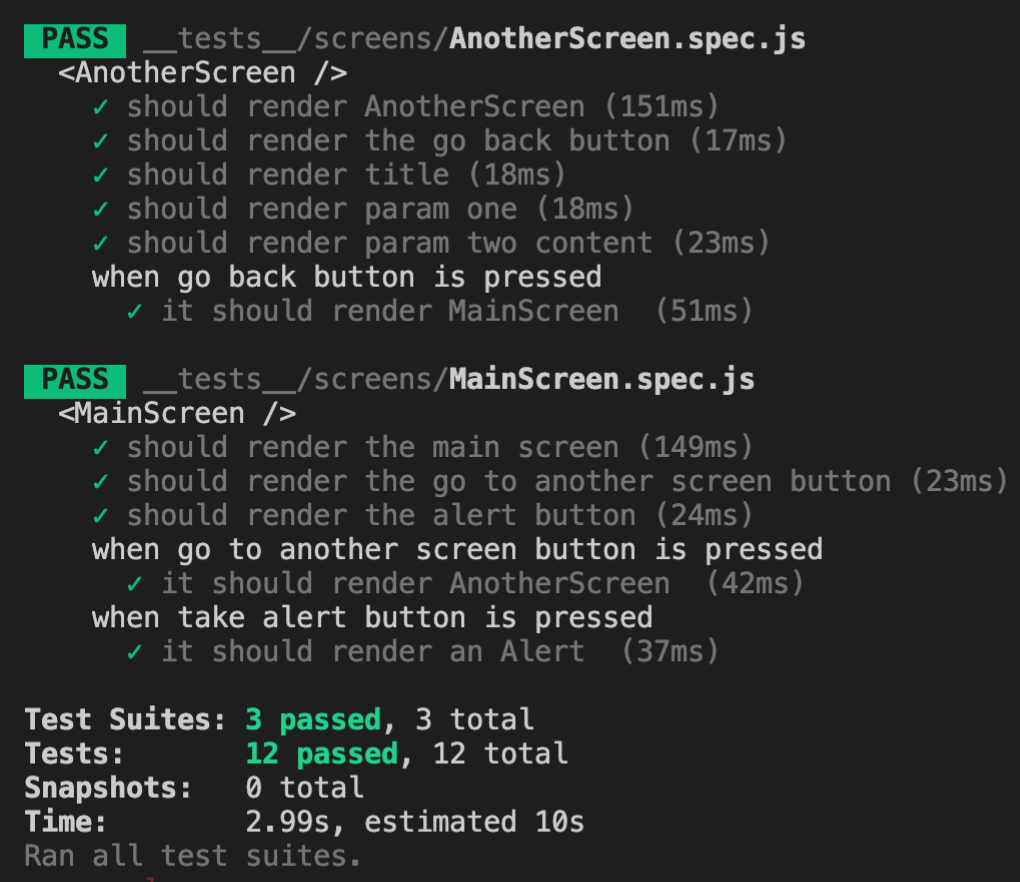 PASS __tests__/screens/AnotherScreen.spec.js
<AnotherScreen />
✓ should render AnotherScreen (151ms)
✓ should render the go back button (17ms)
✓ should render title (18ms)
✓ should render param one (18ms)
✓ should render param two content (23ms)
when go back button is pressed
✓ it should render MainScreen  (51ms)
PASS __tests__/screens/MainScreen.spec.js
<MainScreen />
✓ should render the main screen (149ms)
✓ should render the go to another screen button (23ms)
✓ should render the alert button (24ms)
when go to another screen button is pressed
✓ it should render AnotherScreen  (42ms)
when take alert button is pressed
✓ it should render an Alert  (37ms)
Test Suites: 3 passed, 3 total
Tests: 12 passed, 12 total
Snapshots: 0 total
Time: 2.99s, estimated 10s
Ran all test suites.